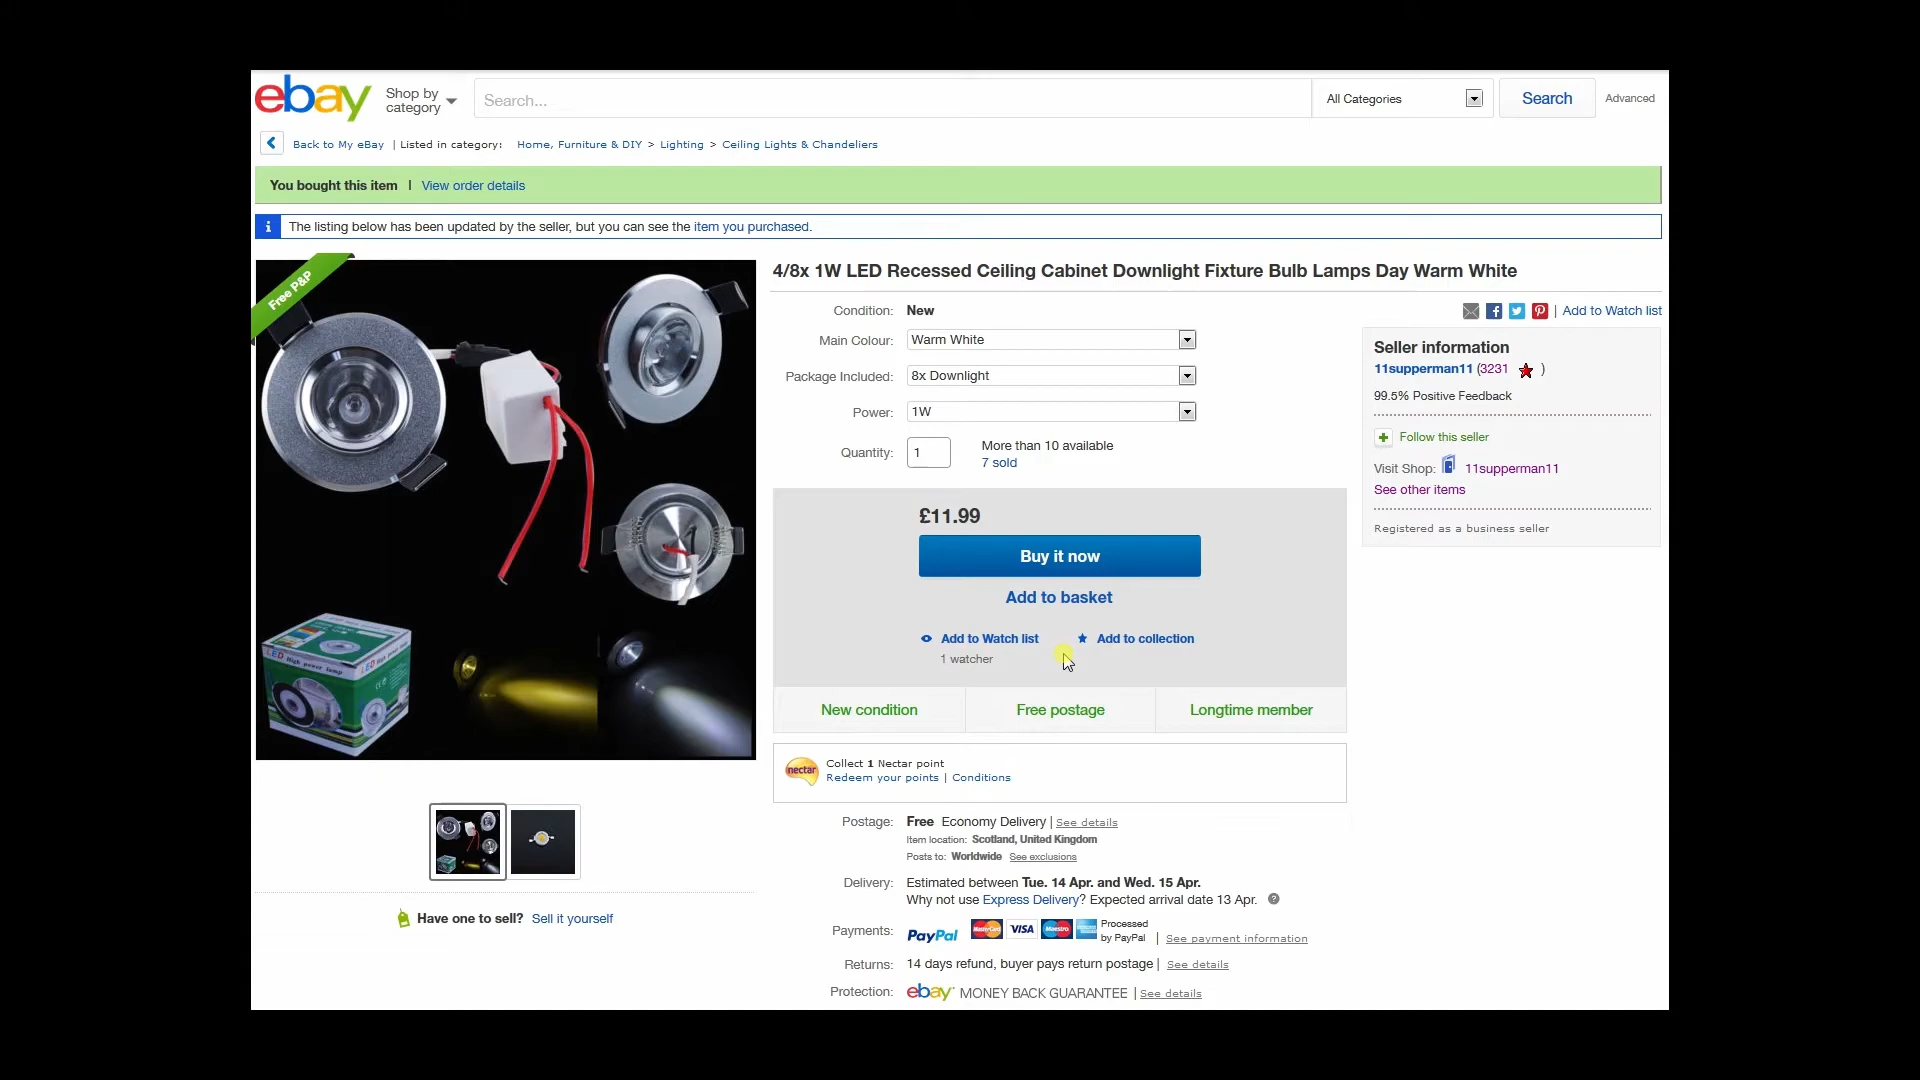 ebay
Shop by
category
Search...
All Categories
Search
Advanced
Back to My eBay | Listed in category: Home, Furniture & DIY > Lighting > Ceiling Lights & Chandeliers
You bought this item | View order details
i The listing below has been updated by the seller, but you can see the item you purchased.
Free P&P
LED High power lamp
4/8x 1W LED Recessed Ceiling Cabinet Downlight Fixture Bulb Lamps Day Warm White
Condition: New
Main Colour: Warm White
Package Included: 8x Downlight
Power: 1W
Quantity: 1
More than 10 available
7 sold
£11.99
Buy it now
Add to basket
Add to Watch list
Add to collection
1 watcher
New condition
Free postage
Longtime member
nectar
Collect 1 Nectar point
Redeem your points | Conditions
Postage: Free Economy Delivery | See details
Item location: Scotland, United Kingdom
Posts to: Worldwide See exclusions
Delivery: Estimated between Tue. 14 Apr. and Wed. 15 Apr.
Why not use Express Delivery? Expected arrival date 13 Apr. ?
Payments: PayPal MasterCard VISA Maestro Processed
by PayPal | See payment information
Returns: 14 days refund, buyer pays return postage | See details
Protection: ebay MONEY BACK GUARANTEE | See details
| Add to Watch list
Seller information
11supperman11 (3231 )
99.5% Positive Feedback
Follow this seller
Visit Shop: 11supperman11
See other items
Registered as a business seller
Have one to sell? Sell it yourself